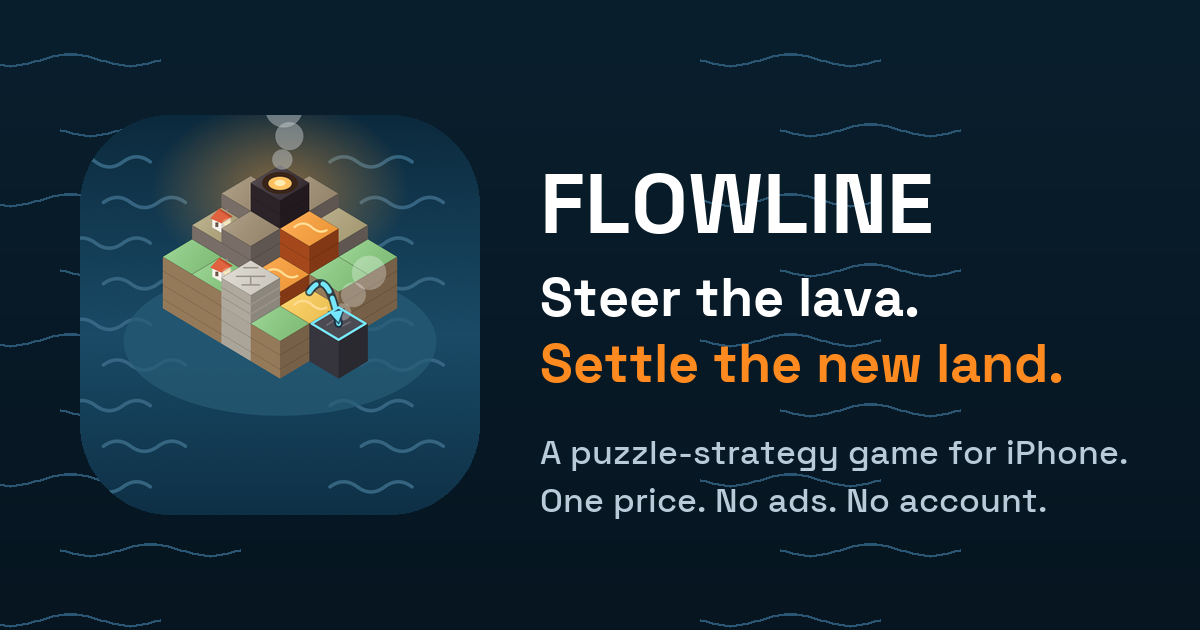 FLOWLINE
Steer the lava.
Settle the new land.
A puzzle-strategy game for iPhone.
One price. No ads. No account.